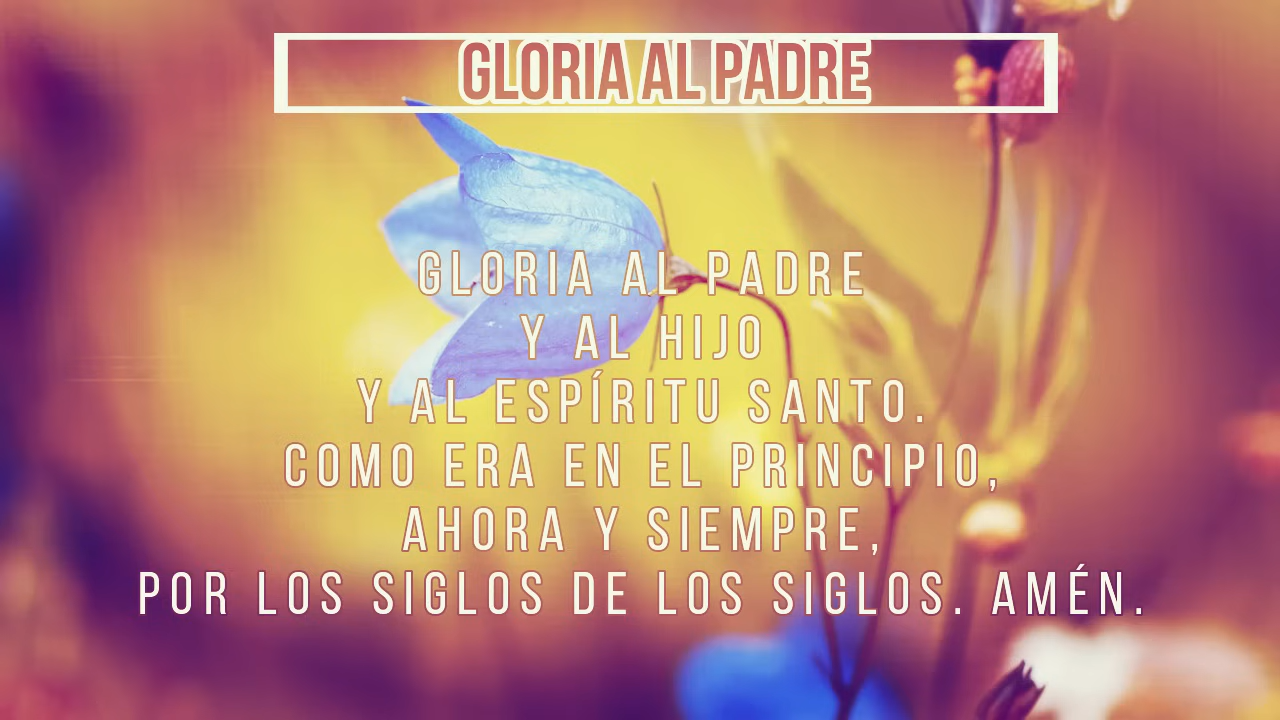 GLORIA AL PADRE
GLORIA AL PADRE
Y AL HIJO
Y AL ESPÍRITU SANTO.
COMO ERA EN EL PRINCIPIO,
AHORA Y SIEMPRE,
POR LOS SIGLOS DE LOS SIGLOS. AMÉN.